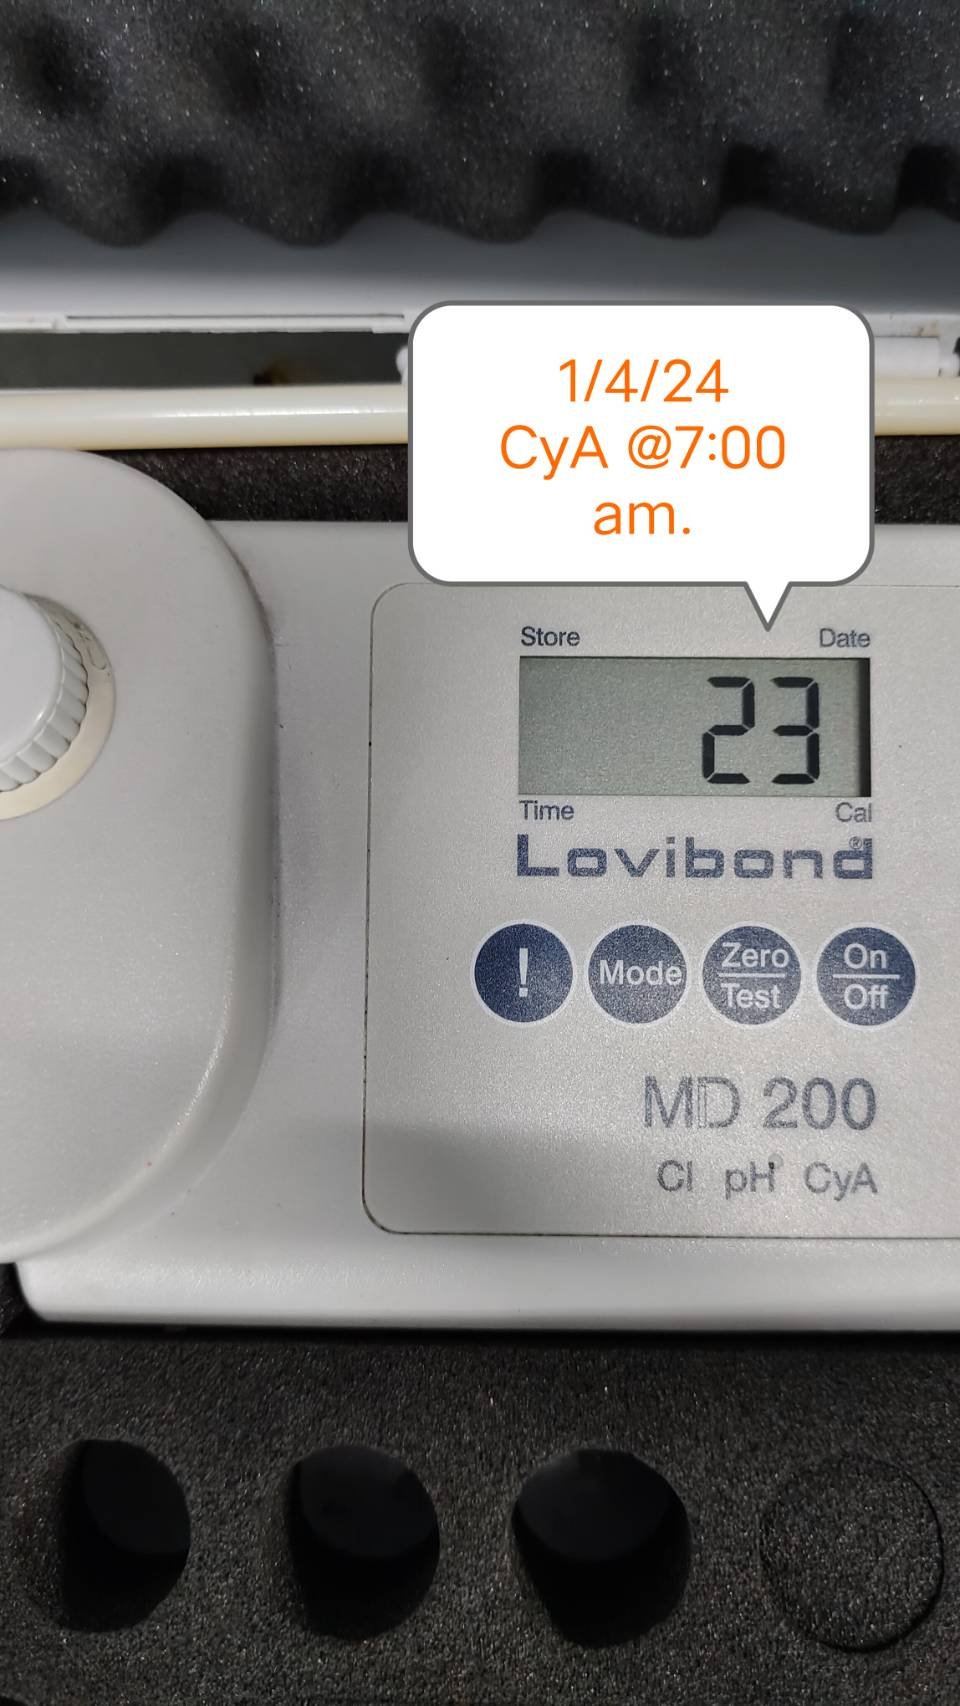 1/4/24
CyA @7:00
am.
Store Date
23
Time Cal
Lovibond®
! Mode Zero Test On Off
MD 200
Cl pH CyA